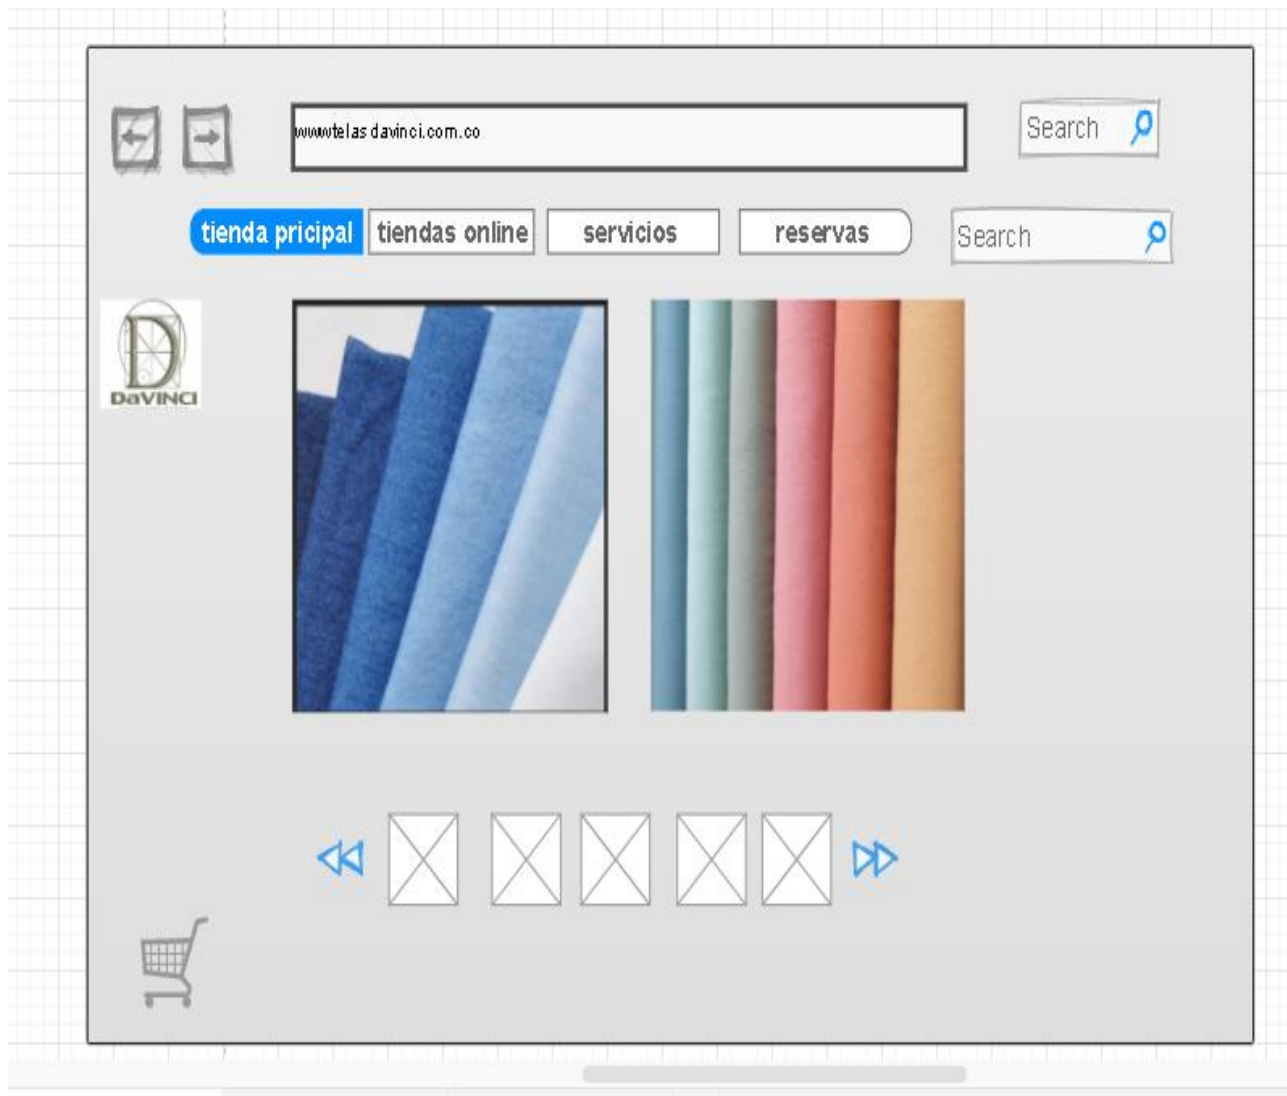 wwwtelasdavinci.com.co
Search
tienda pricipal
tiendas online
servicios
reservas
Search
DaVINCI